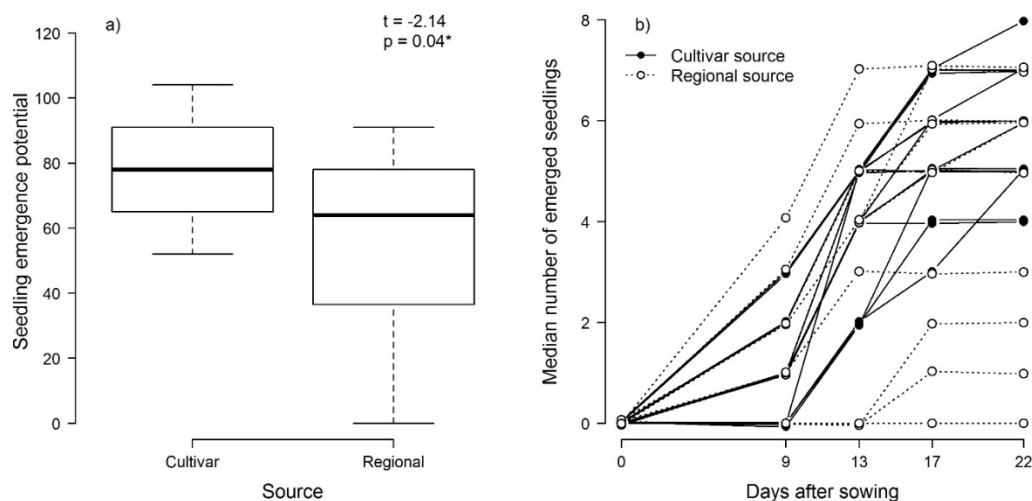 a)
t = -2.14
p = 0.04*
120
100
80
60
40
20
0
Seedling emergence potential
Cultivar
Regional
Source
b)
Cultivar source
Regional source
8
6
4
2
0
Median number of emerged seedlings
0 9 13 17 22
Days after sowing